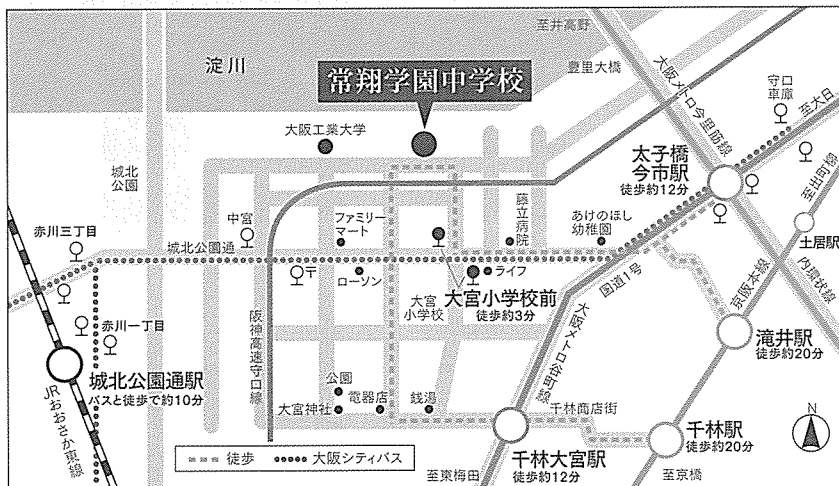 至井高野
淀川
豊里大橋
常翔学園中学校
大阪メトロ今里筋線
守口
車庫
至大日
大阪工業大学
太子橋
今市駅
徒歩約12分
至出町柳
城北
公園
藤立
病院
赤川三丁目
中宮
ファミリー
マート
あけのほし
幼稚園
土居駅
城北公園通
〒
ローソン
ライフ
国道1号
京阪本線
内環状線
大宮
小学校
大宮小学校前
徒歩約3分
赤川一丁目
阪神高速守口線
大阪メトロ谷町線
滝井駅
徒歩約20分
城北公園通駅
バスと徒歩で約10分
JRおおさか東線
公園
大宮神社
電器店
銭湯
千林商店街
N
徒歩
大阪シティバス
千林大宮駅
徒歩約12分
千林駅
徒歩約20分
至東梅田
至京橋